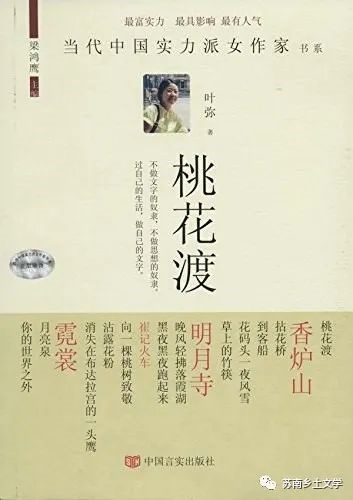 最富实力 最具影响 最有人气
当代中国实力派女作家 书系
梁鸿鹰 主编
叶弥 著
桃花渡
不做文字的奴隶,不做思想的奴隶。
过自己的生活,做自己的文字。
桃花渡
香炉山
拈花桥
到客船
花码头一夜风雪
草上的竹筷
明月寺
晚风轻拂落霞湖
黑夜黑夜跑起来
崔记火车
向一棵桃树致敬
沾露花粉
消失在布达拉宫的一头鹰
霓裳
月亮泉
你的世界之外
中国言实出版社
苏南乡土文学